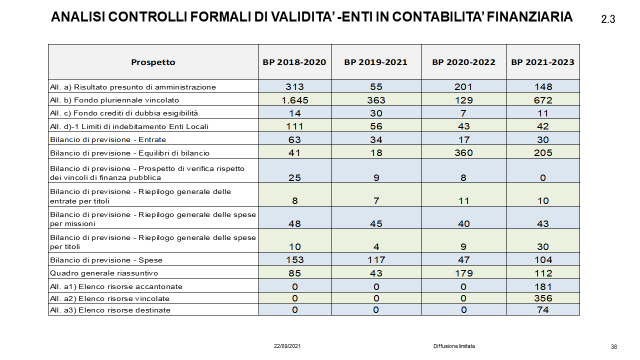 ANALISI CONTROLLI FORMALI DI VALIDITA' -ENTI IN CONTABILITA' FINANZIARIA
2.3
Prospetto BP 2018-2020 BP 2019-2021 BP 2020-2022 BP 2021-2023
All. a) Risultato presunto di amministrazione 313 55 201 148
All. b) Fondo pluriennale vincolato 1.645 363 129 672
All. c) Fondo crediti di dubbia esigibilità 14 30 7 11
All. d)-1 Limiti di indebitamento Enti Locali 111 56 43 42
Bilancio di previsione - Entrate 63 34 17 30
Bilancio di previsione - Equilibri di bilancio 41 18 360 205
Bilancio di previsione - Prospetto di verifica rispetto
dei vincoli di finanza pubblica 25 9 8 0
Bilancio di previsione - Riepilogo generale delle
entrate per titoli 8 7 11 10
Bilancio di previsione - Riepilogo generale delle spese
per missioni 48 45 40 43
Bilancio di previsione - Riepilogo generale delle spese
per titoli 10 4 9 30
Bilancio di previsione - Spese 153 117 47 104
Quadro generale riassuntivo 85 43 179 112
All. a1) Elenco risorse accantonate 0 0 0 181
All. a2) Elenco risorse vincolate 0 0 0 356
All. a3) Elenco risorse destinate 0 0 0 74
22/09/2021 Diffusione limitata 38